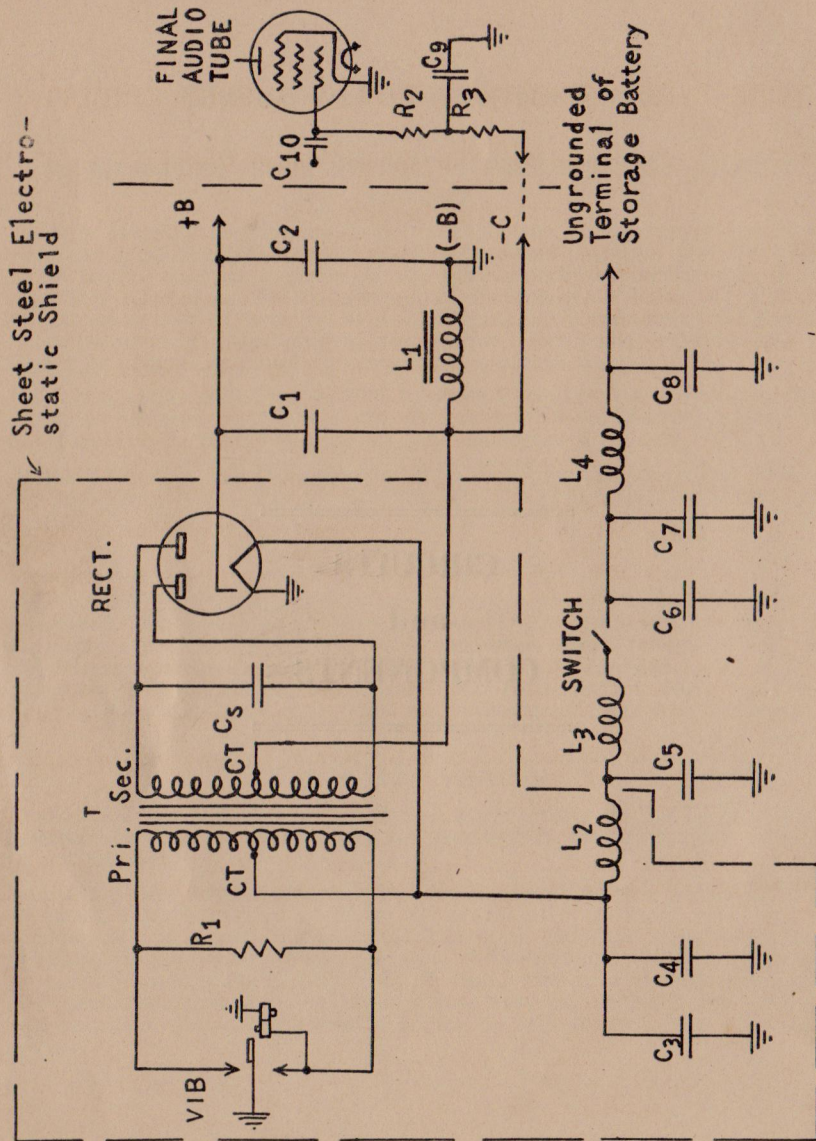 Sheet Steel Electro-
static Shield
FINAL
AUDIO
TUBE
C10
R2
C9
R3
+B
C2
(-B)
-C
C1
L1
RECT.
Cs
CT
Sec.
T
Pri.
CT
R1
VIB
Ungrounded
Terminal of
Storage Battery
C8
L4
C7
C6
SWITCH
L3
C5
L2
C4
C3